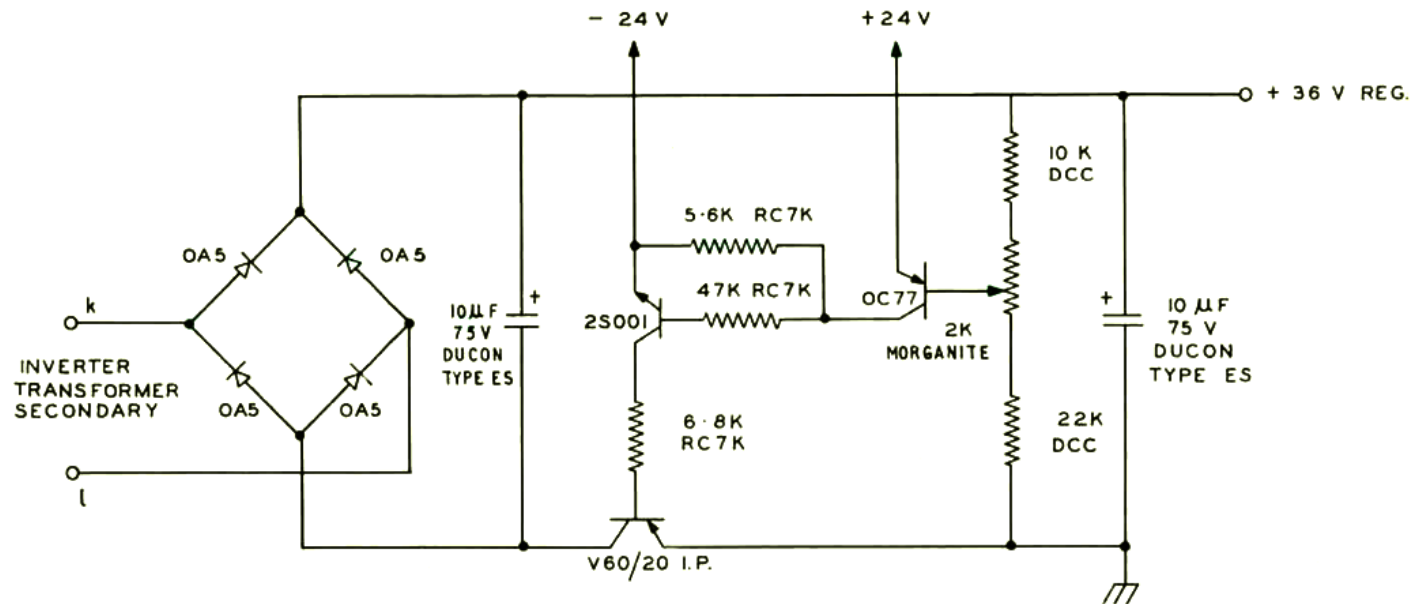 - 24 V
+ 24 V
+ 36 V REG.
10 K
DCC
5·6K RC7K
OA5
OA5
47K RC7K
OC77
k
10µF
75V
DUCON
TYPE ES
+
2S001
2K
MORGANITE
+
10 µF
75 V
DUCON
TYPE ES
INVERTER
TRANSFORMER
SECONDARY
OA5
OA5
6·8K
RC7K
22K
DCC
l
V60/20 I.P.